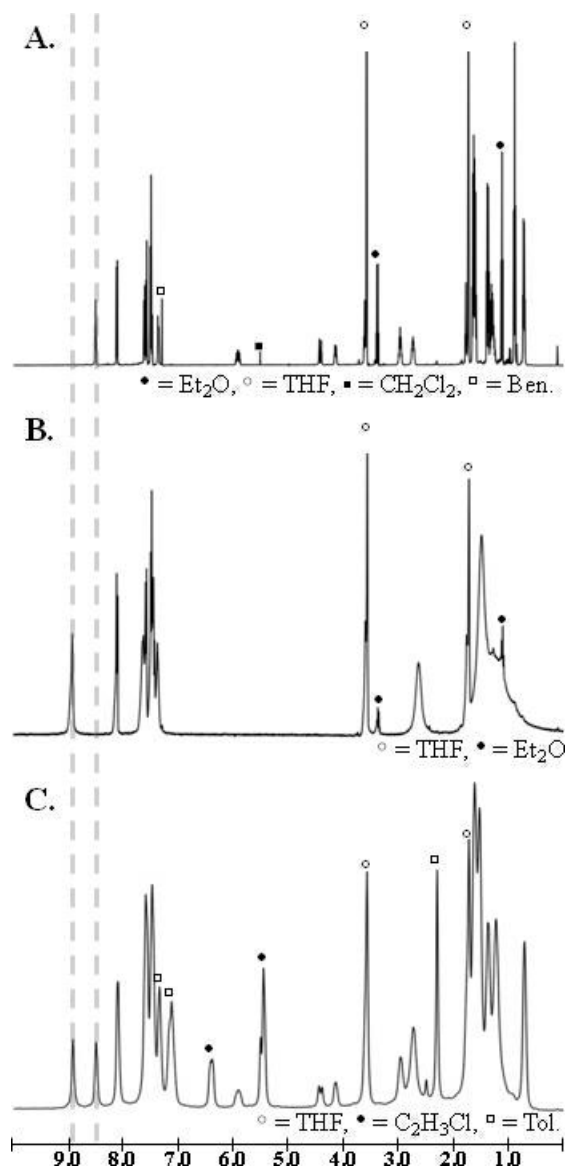 A.
● = Et₂O, ○ = THF, ■ = CH₂Cl₂, □ = Ben.
B.
○ = THF, ● = Et₂O
C.
○ = THF, ● = C₂H₃Cl, □ = Tol.
9.0 8.0 7.0 6.0 5.0 4.0 3.0 2.0 1.0